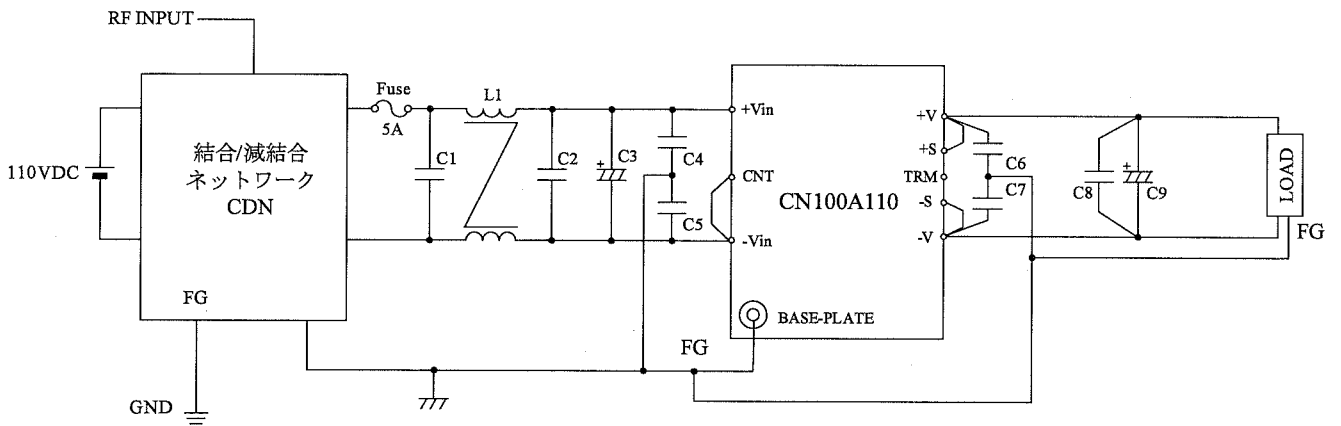 RF INPUT
110VDC
結合/減結合
ネットワーク
CDN
FG
GND
Fuse
5A
C1
L1
C2
+
C3
C4
C5
+Vin
CNT
-Vin
CN100A110
BASE-PLATE
FG
+V
+S
TRM
-S
-V
C6
C7
C8
+
C9
LOAD
FG